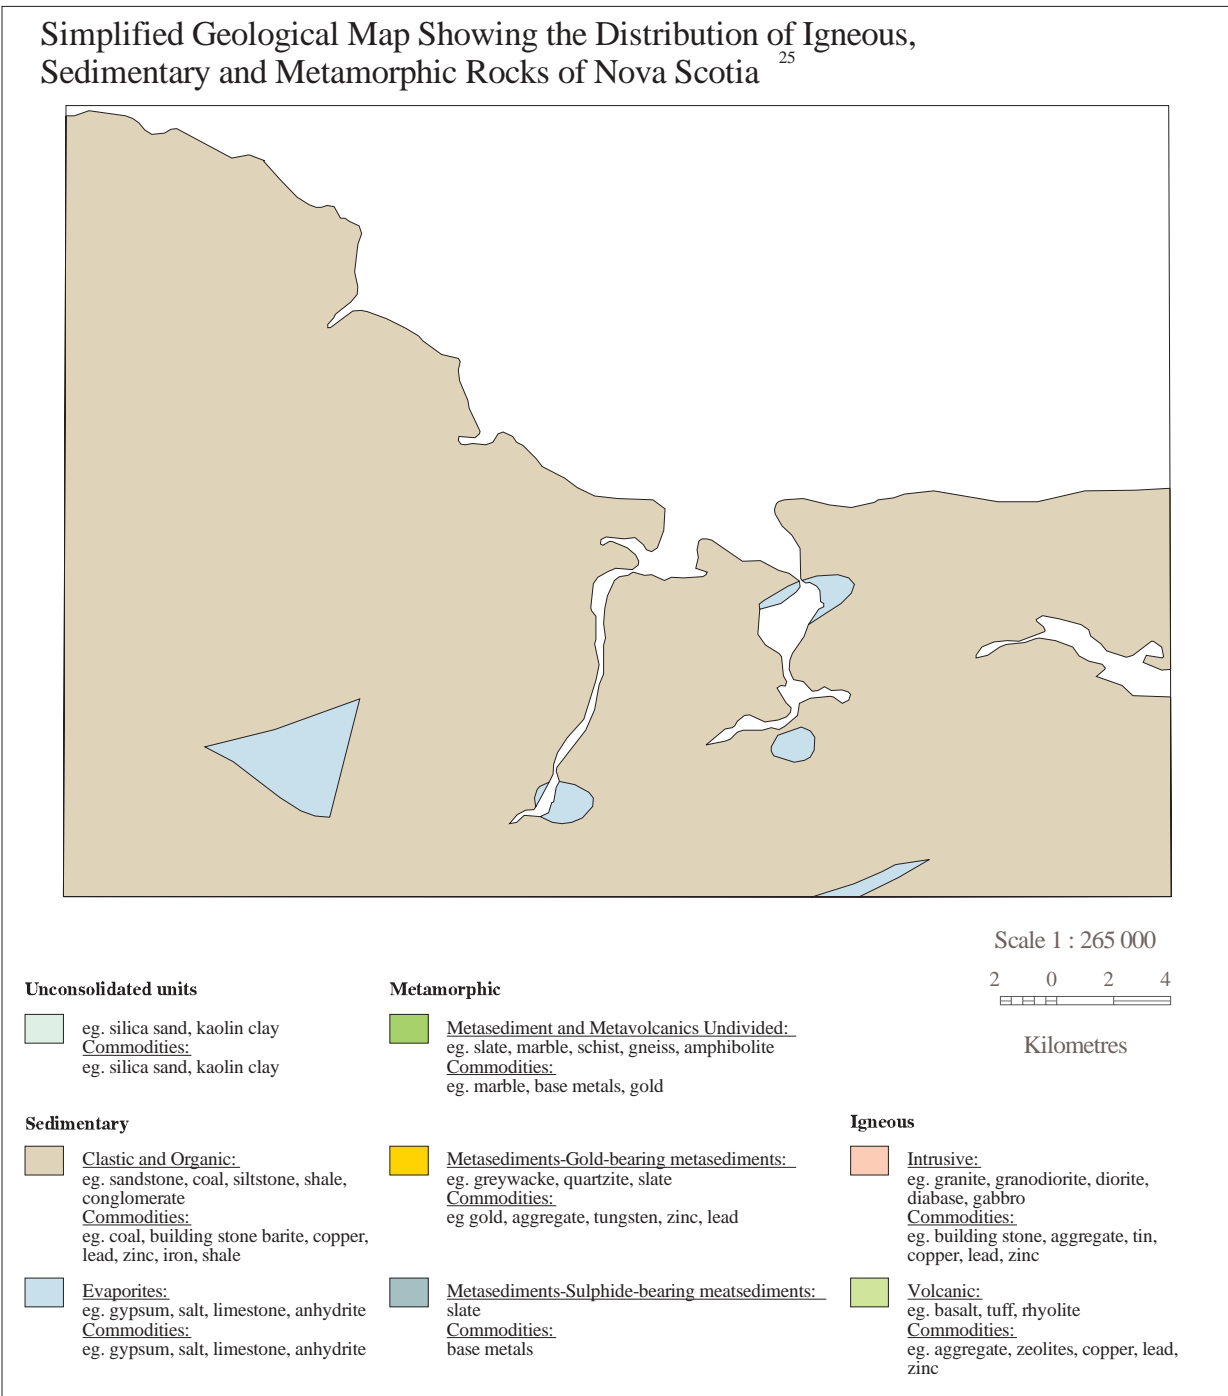 Simplified Geological Map Showing the Distribution of Igneous,
Sedimentary and Metamorphic Rocks of Nova Scotia 25
Scale 1 : 265 000
2 0 2 4
Kilometres
Unconsolidated units
eg. silica sand, kaolin clay
Commodities:
eg. silica sand, kaolin clay
Metamorphic
Metasediment and Metavolcanics Undivided:
eg. slate, marble, schist, gneiss, amphibolite
Commodities:
eg. marble, base metals, gold
Sedimentary
Clastic and Organic:
eg. sandstone, coal, siltstone, shale,
conglomerate
Commodities:
eg. coal, building stone barite, copper,
lead, zinc, iron, shale
Metasediments-Gold-bearing metasediments:
eg. greywacke, quartzite, slate
Commodities:
eg gold, aggregate, tungsten, zinc, lead
Igneous
Intrusive:
eg. granite, granodiorite, diorite,
diabase, gabbro
Commodities:
eg. building stone, aggregate, tin,
copper, lead, zinc
Evaporites:
eg. gypsum, salt, limestone, anhydrite
Commodities:
eg. gypsum, salt, limestone, anhydrite
Metasediments-Sulphide-bearing meatsediments:
slate
Commodities:
base metals
Volcanic:
eg. basalt, tuff, rhyolite
Commodities:
eg. aggregate, zeolites, copper, lead,
zinc